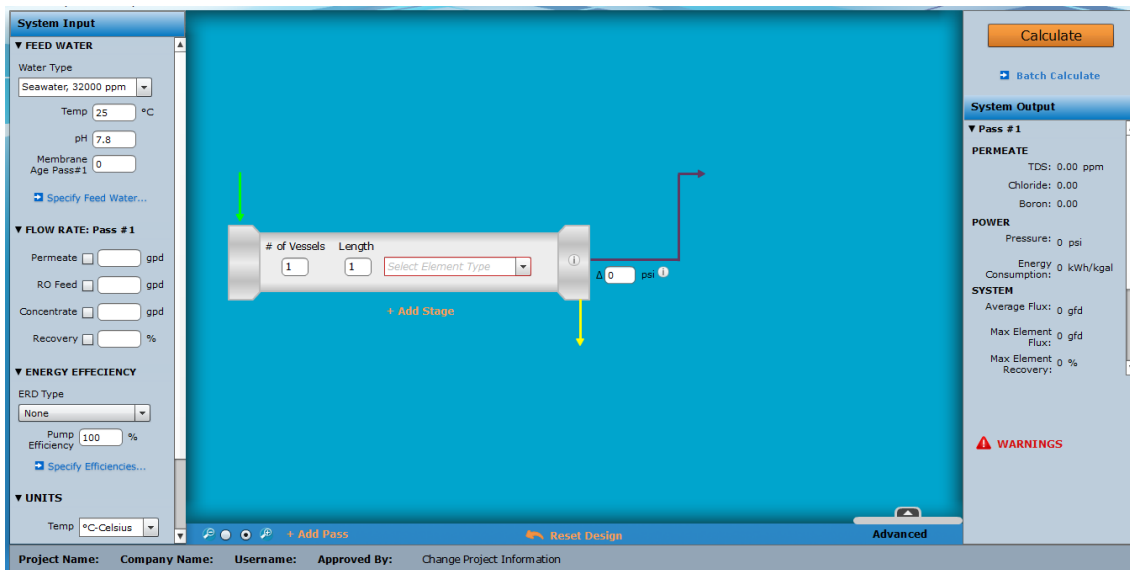 System Input
▼ FEED WATER
Water Type
Seawater, 32000 ppm
Temp 25 °C
pH 7.8
Membrane
Age Pass#1 0
Specify Feed Water...
▼ FLOW RATE: Pass #1
Permeate gpd
RO Feed gpd
Concentrate gpd
Recovery %
▼ ENERGY EFFECIENCY
ERD Type
None
Pump
Efficiency 100 %
Specify Efficiencies...
▼ UNITS
Temp °C-Celsius
# of Vessels Length
1 1 Select Element Type
Δ 0 psi
+ Add Stage
+ Add Pass
Reset Design
Advanced
Calculate
Batch Calculate
System Output
▼ Pass #1
PERMEATE
TDS: 0.00 ppm
Chloride: 0.00
Boron: 0.00
POWER
Pressure: 0 psi
Energy
Consumption: 0 kWh/kgal
SYSTEM
Average Flux: 0 gfd
Max Element
Flux: 0 gfd
Max Element
Recovery: 0 %
WARNINGS
Project Name: Company Name: Username: Approved By: Change Project Information